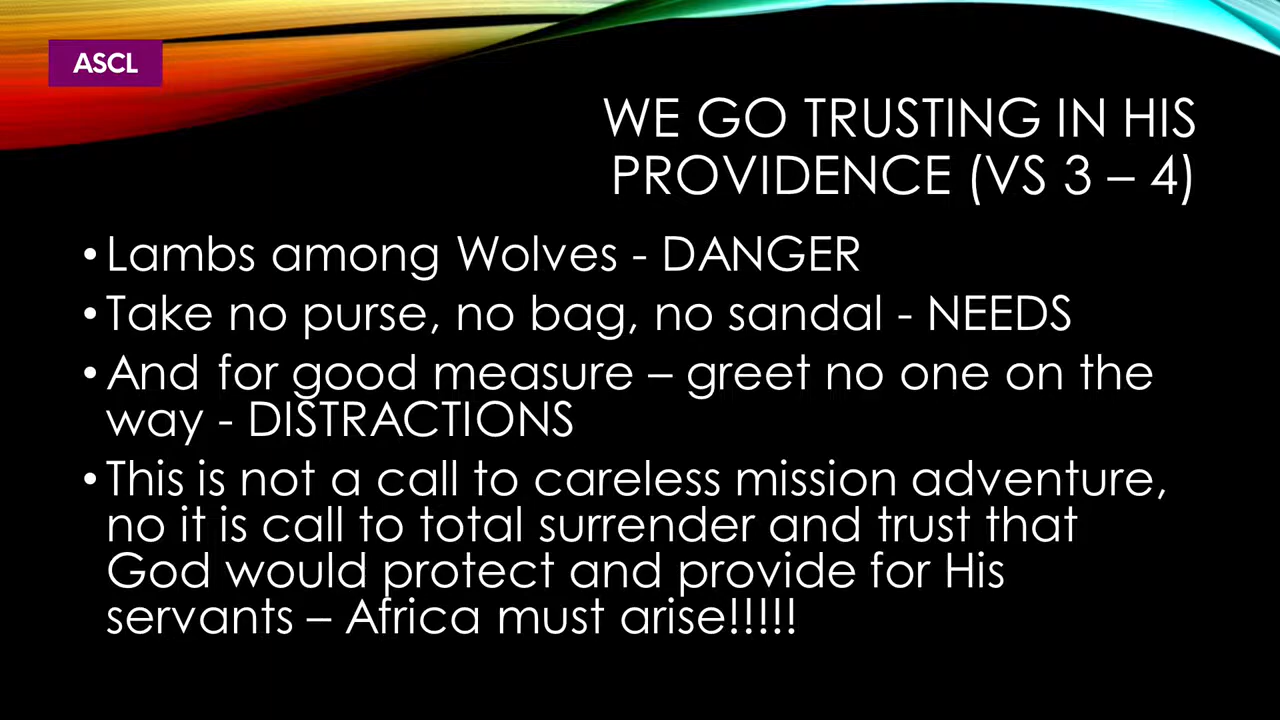 ASCL
WE GO TRUSTING IN HIS
PROVIDENCE (VS 3 – 4)
•Lambs among Wolves - DANGER
•Take no purse, no bag, no sandal - NEEDS
•And for good measure – greet no one on the
way - DISTRACTIONS
•This is not a call to careless mission adventure,
no it is call to total surrender and trust that
God would protect and provide for His
servants – Africa must arise!!!!!